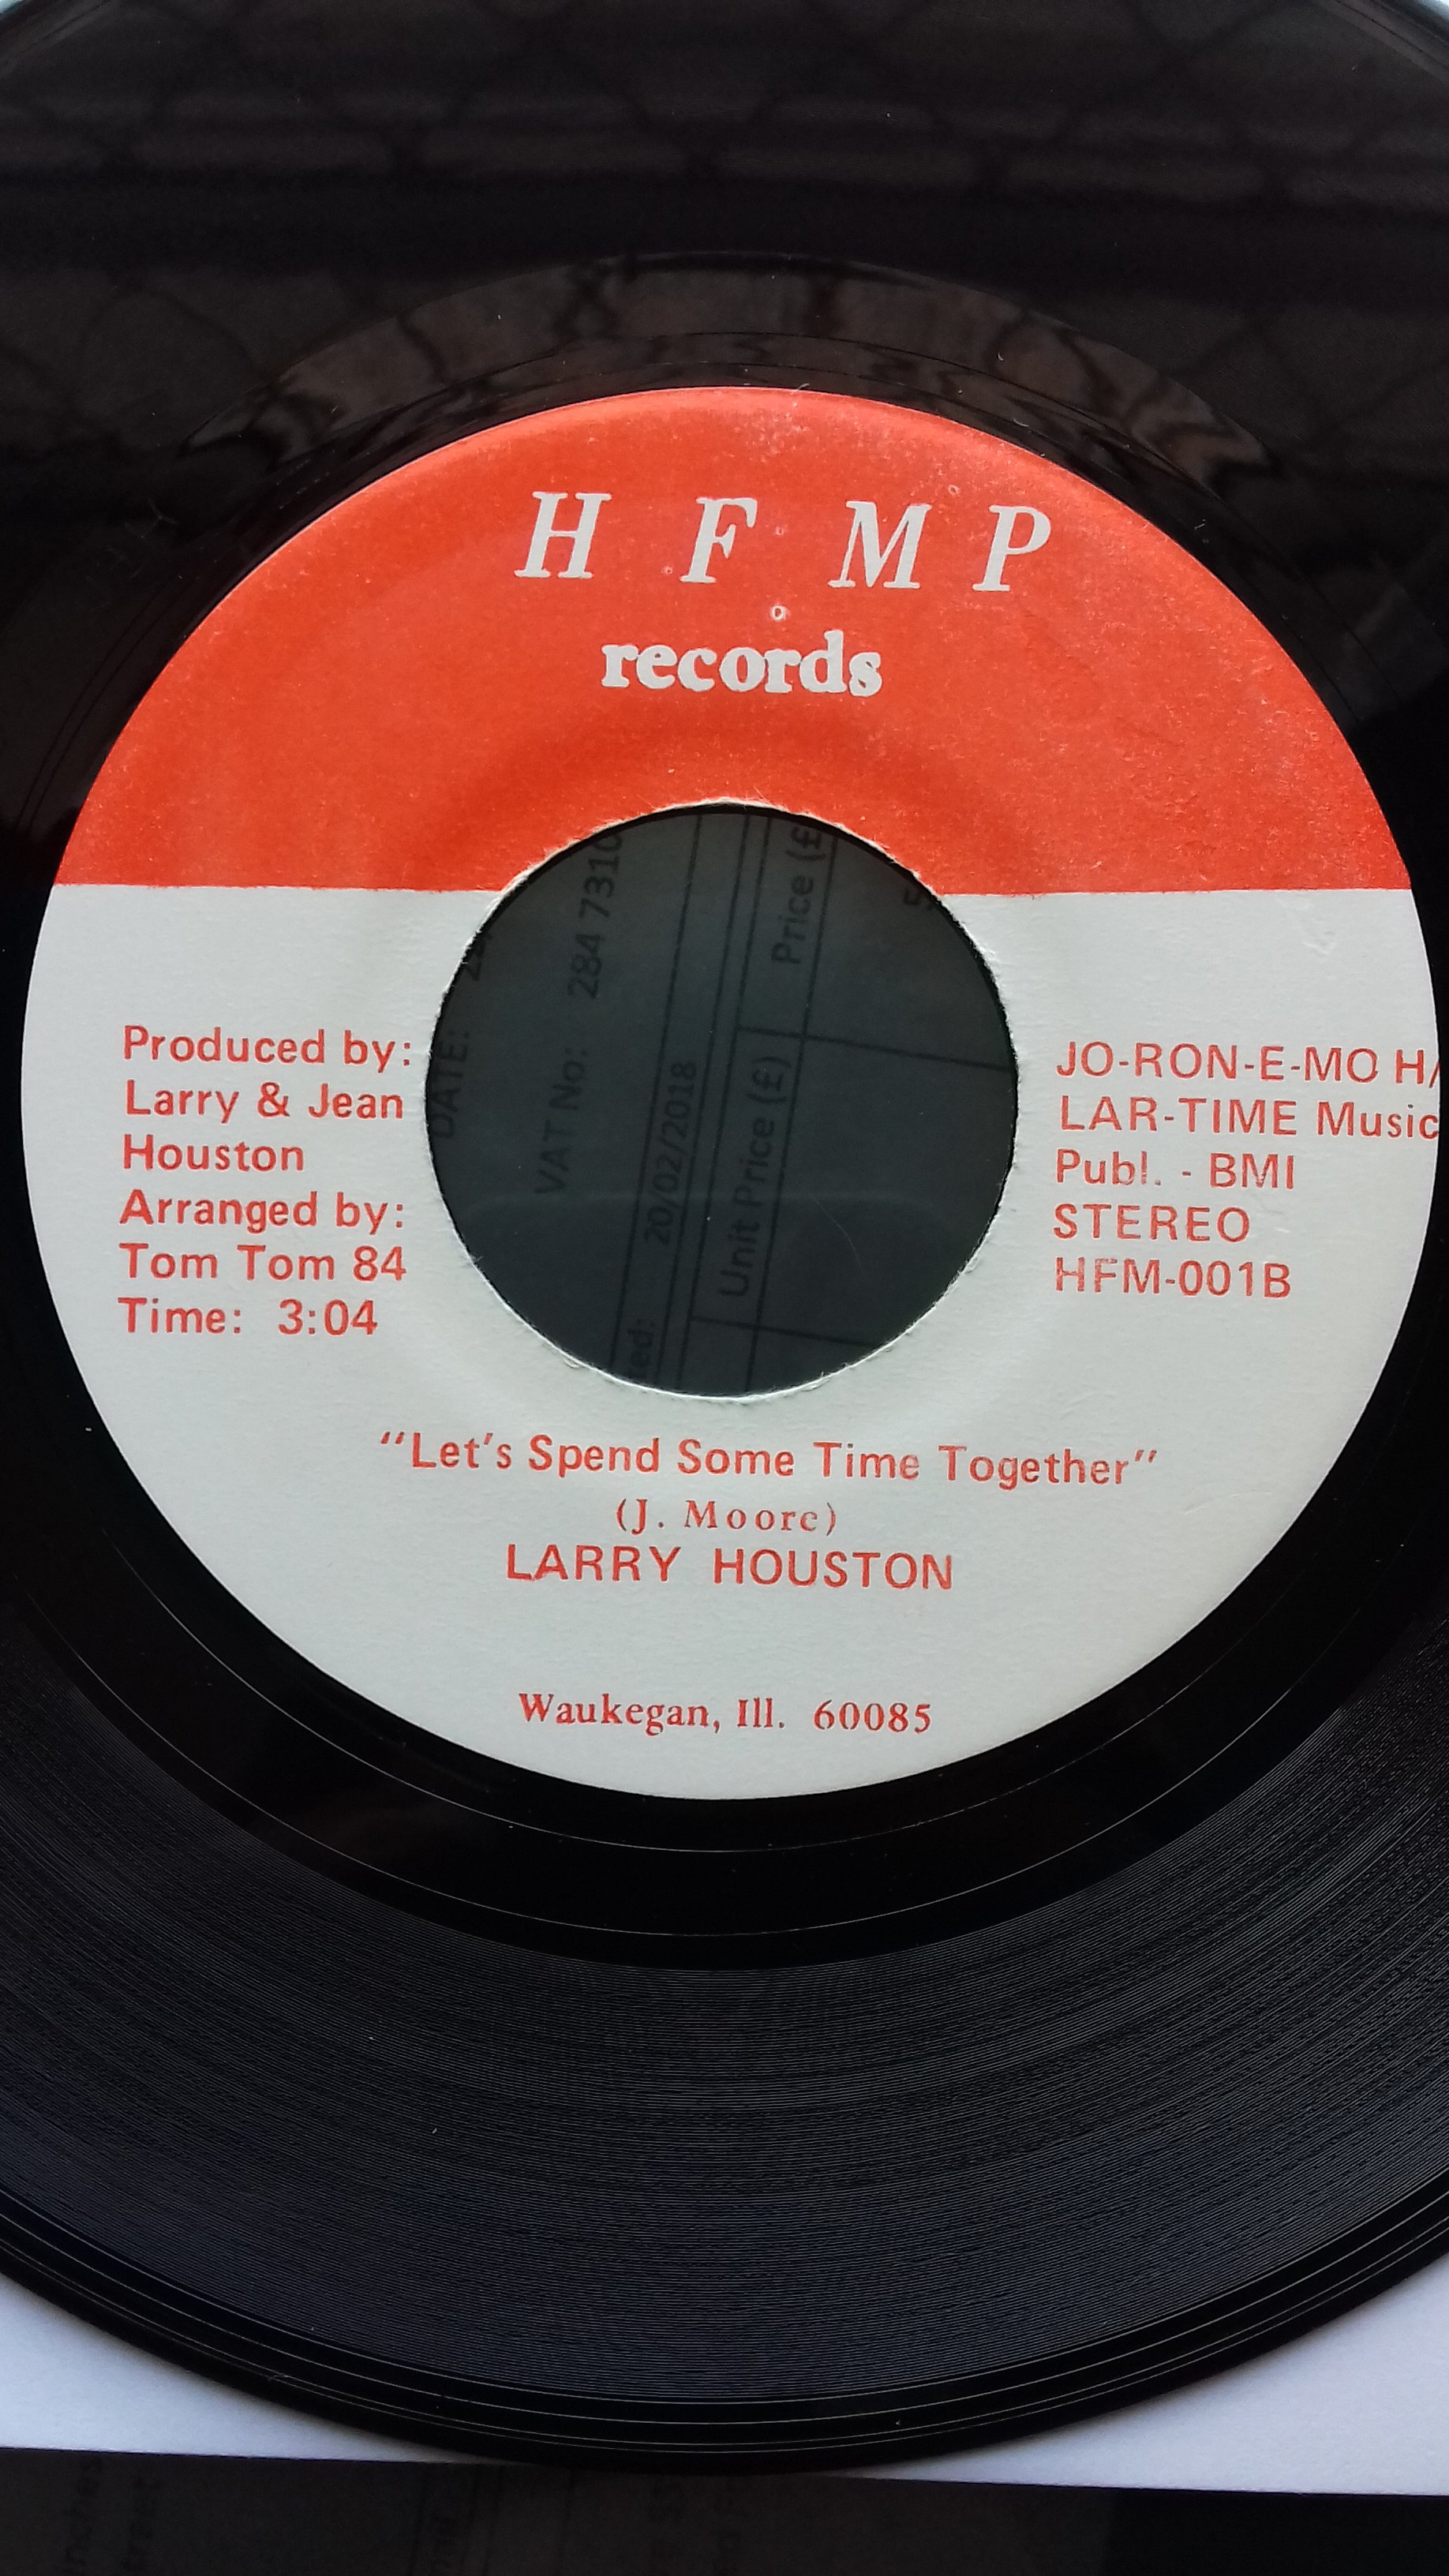 H F M P
records
Produced by:
Larry & Jean
Houston
Arranged by:
Tom Tom 84
Time: 3:04
JO-RON-E-MO
LAR-TIME Music
Publ. - BMI
STEREO
HFM-001B
"Let's Spend Some Time Together"
(J. Moore)
LARRY HOUSTON
Waukegan, Ill. 60085
DATE:
VAT No: 284 7310
20/02/2018
Unit Price (£)
Price (£